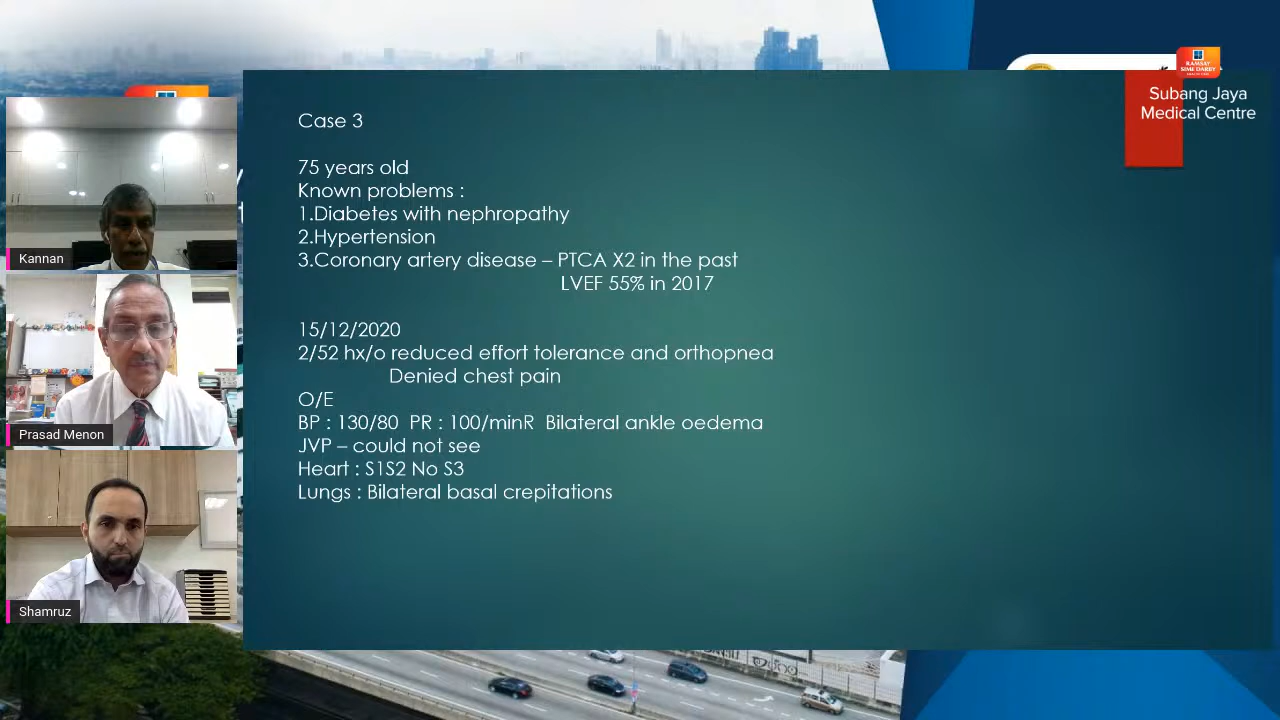 RAMSAY
SIME DARBY
Subang Jaya
Medical Centre
Case 3
75 years old
Known problems :
1.Diabetes with nephropathy
2.Hypertension
3.Coronary artery disease – PTCA X2 in the past
LVEF 55% in 2017
15/12/2020
2/52 hx/o reduced effort tolerance and orthopnea
Denied chest pain
O/E
BP : 130/80 PR : 100/minR Bilateral ankle oedema
JVP – could not see
Heart : S1S2 No S3
Lungs : Bilateral basal crepitations
Kannan
Prasad Menon
Shamruz